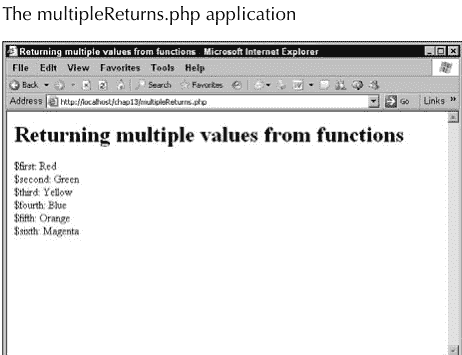 The multipleReturns.php application
Returning multiple values from functions - Microsoft Internet Explorer
File Edit View Favorites Tools Help
Back Search Favorites
Address http://localhost/chap13/multipleReturns.php Go Links »
Returning multiple values from functions
$first: Red
$second: Green
$third: Yellow
$fourth: Blue
$fifth: Orange
$sixth: Magenta